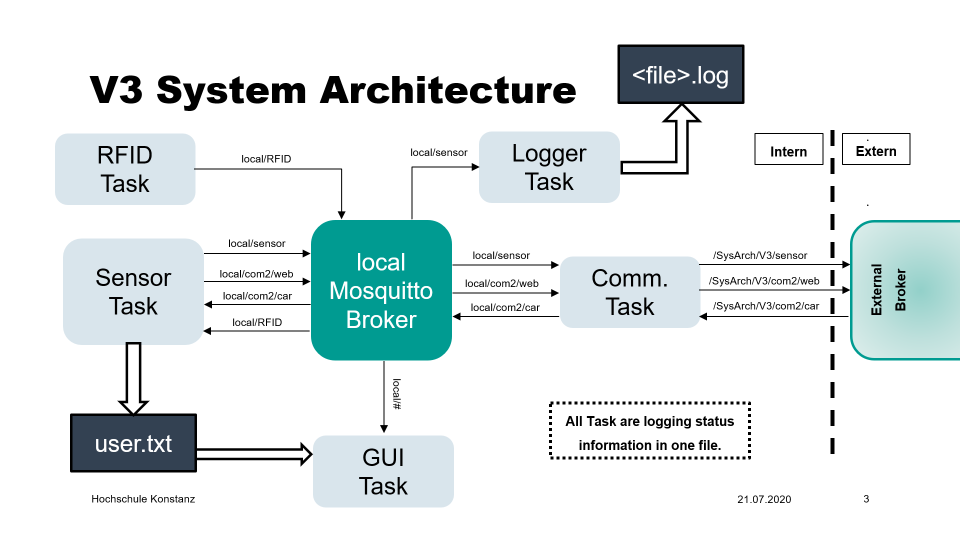 V3 System Architecture
<file>.log
RFID
Task
local/RFID
local/sensor
Logger
Task
Intern
Extern
Sensor
Task
local/sensor
local/com2/web
local/com2/car
local/RFID
local
Mosquitto
Broker
local/sensor
local/com2/web
local/com2/car
Comm.
Task
/SysArch/V3/sensor
/SysArch/V3/com2/web
/SysArch/V3/com2/car
External
Broker
local/#
user.txt
GUI
Task
All Task are logging status
information in one file.
Hochschule Konstanz
21.07.2020
3